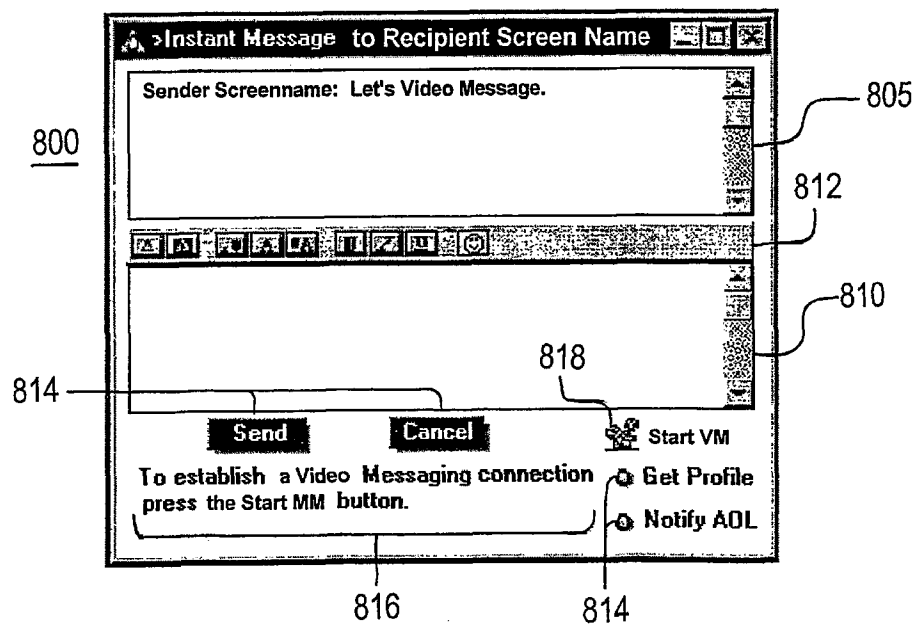 >Instant Message to Recipient Screen Name
Sender Screenname: Let's Video Message.
805
800
812
810
818
814
Send Cancel Start VM
To establish a Video Messaging connection
press the Start MM button.
Get Profile
Notify AOL
816
814